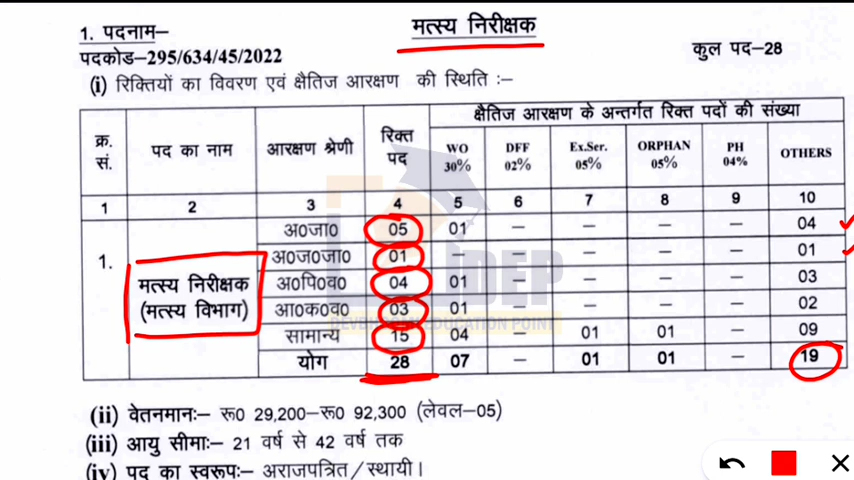 मत्स्य निरीक्षक
1. पदनाम–
पदकोड–295/634/45/2022
कुल पद–28
(i) रिक्तियों का विवरण एवं क्षैतिज आरक्षण की स्थिति :–
क्र. सं. पद का नाम आरक्षण श्रेणी रिक्त पद क्षैतिज आरक्षण के अन्तर्गत रिक्त पदों की संख्या
WO 30% DFF 02% Ex.Ser. 05% ORPHAN 05% PH 04% OTHERS
1 2 3 4 5 6 7 8 9 10
1. मत्स्य निरीक्षक (मत्स्य विभाग)
अ0जा0 05 01 – – – – 04
अ0ज0जा0 01 – – – – – 01
अ0पि0व0 04 01 – – – – 03
आ0क0व0 03 01 – – – – 02
सामान्य 15 04 – 01 01 – 09
योग 28 07 – 01 01 – 19
iDEP
DEVBHOOMI EDUCATION POINT
(ii) वेतनमानः– रू0 29,200–रू0 92,300 (लेवल–05)
(iii) आयु सीमाः– 21 वर्ष से 42 वर्ष तक
(iv) पद का स्वरूपः– अराजपत्रित/स्थायी।